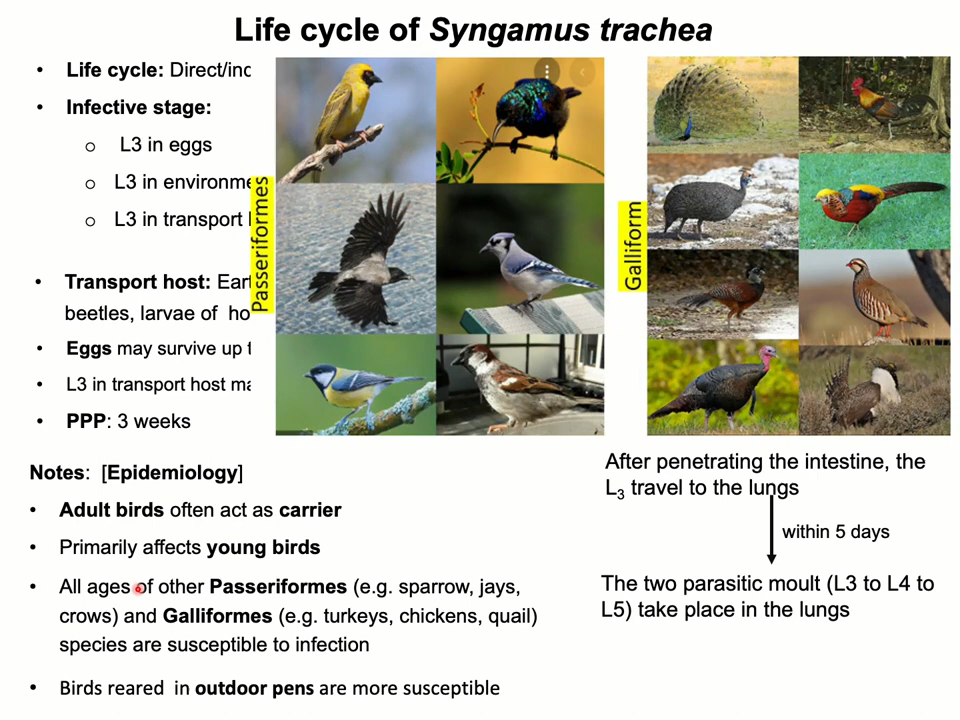 Life cycle of Syngamus trachea
• Life cycle: Direct/inc
• Infective stage:
o L3 in eggs
o L3 in environme
o L3 in transport
• Transport host: Eart
beetles, larvae of ho
• Eggs may survive up t
• L3 in transport host ma
• PPP: 3 weeks
Passeriformes
Galliform
Notes: [Epidemiology]
• Adult birds often act as carrier
• Primarily affects young birds
• All ages of other Passeriformes (e.g. sparrow, jays,
crows) and Galliformes (e.g. turkeys, chickens, quail)
species are susceptible to infection
• Birds reared in outdoor pens are more susceptible
After penetrating the intestine, the
L3 travel to the lungs
within 5 days
The two parasitic moult (L3 to L4 to
L5) take place in the lungs